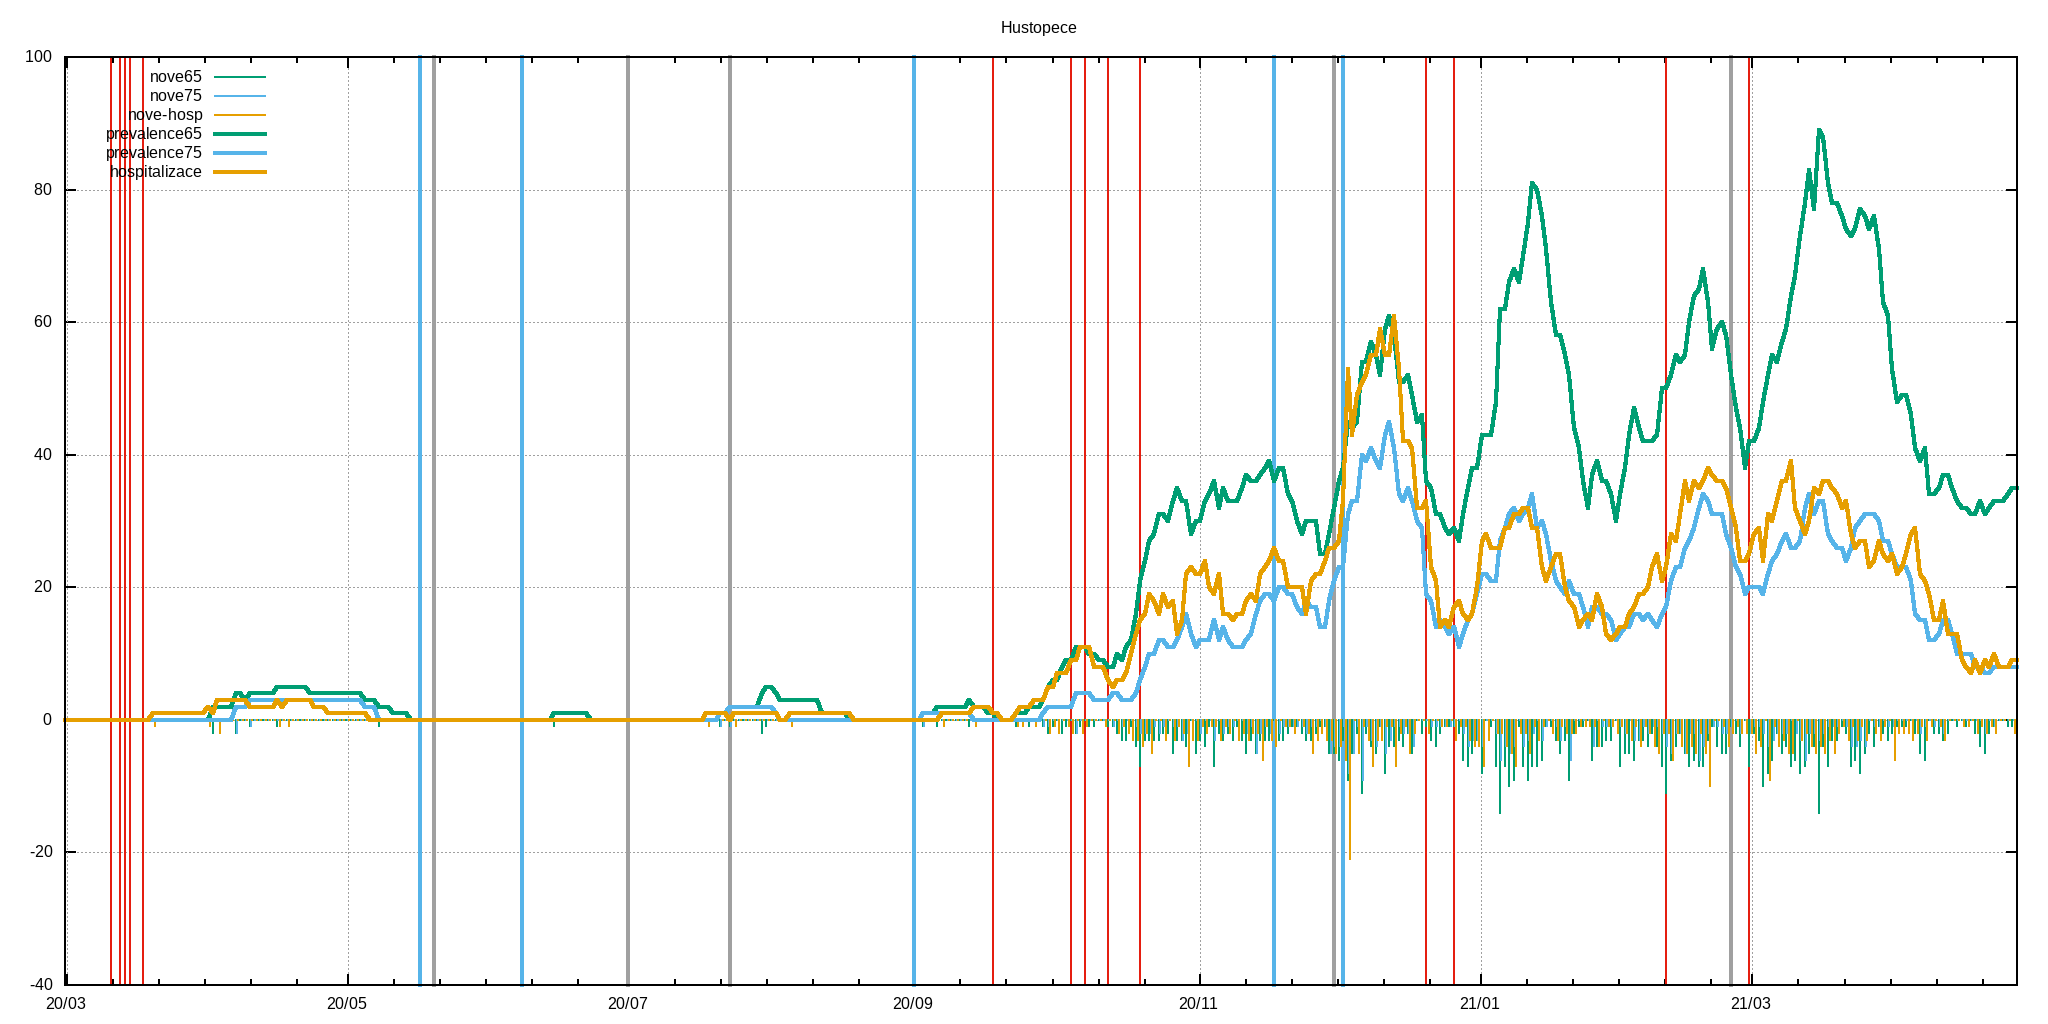 Hustopece
100
80
60
40
20
0
-20
-40
nove65
nove75
nove-hosp
prevalence65
prevalence75
hospitalizace
20/03 20/05 20/07 20/09 20/11 21/01 21/03